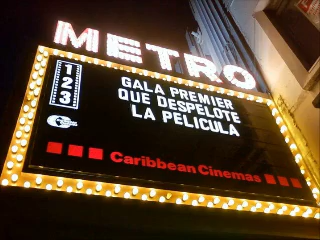 METRO
1
2
3
GALA PREMIER
QUE DESPELOTE
LA PELICULA
Caribbean Cinemas